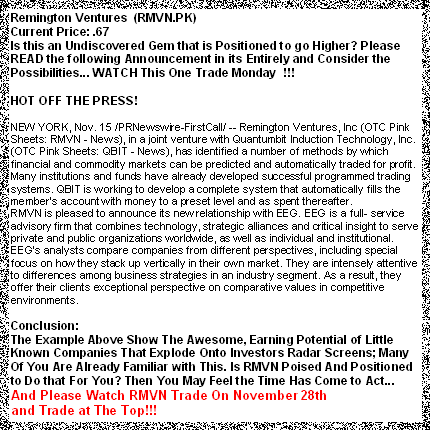 Remington Ventures (RMVN.PK)
Current Price: .67
Is this an Undiscovered Gem that is Positioned to go Higher? Please
READ the following Announcement in its Entirely and Consider the
Possibilities... WATCH This One Trade Monday !!!
HOT OFF THE PRESS!
NEW YORK, Nov. 15 /PRNewswire-FirstCall/ -- Remington Ventures, Inc (OTC Pink
Sheets: RMVN - News), in a joint venture with Quantumbit Induction Technology, Inc.
(OTC Pink Sheets: QBIT - News), has identified a number of methods by which
financial and commodity markets can be predicted and automatically traded for profit.
Many institutions and funds have already developed successful programmed trading
systems. QBIT is working to develop a complete system that automatically fills the
member's account with money to a preset level and as spent thereafter.
RMVN is pleased to announce its new relationship with EEG. EEG is a full- service
advisory firm that combines technology, strategic alliances and critical insight to serve
private and public organizations worldwide, as well as individual and institutional.
EEG's analysts compare companies from different perspectives, including special
focus on how they stack up vertically in their own market. They are intensely attentive
to differences among business strategies in an industry segment. As a result, they
offer their clients exceptional perspective on comparative values in competitive
environments.
Conclusion:
The Example Above Show The Awesome, Earning Potential of Little
Known Companies That Explode Onto Investors Radar Screens; Many
Of You Are Already Familiar with This. Is RMVN Poised And Positioned
to Do that For You? Then You May Feel the Time Has Come to Act...
And Please Watch RMVN Trade On November 28th
and Trade at The Top!!!